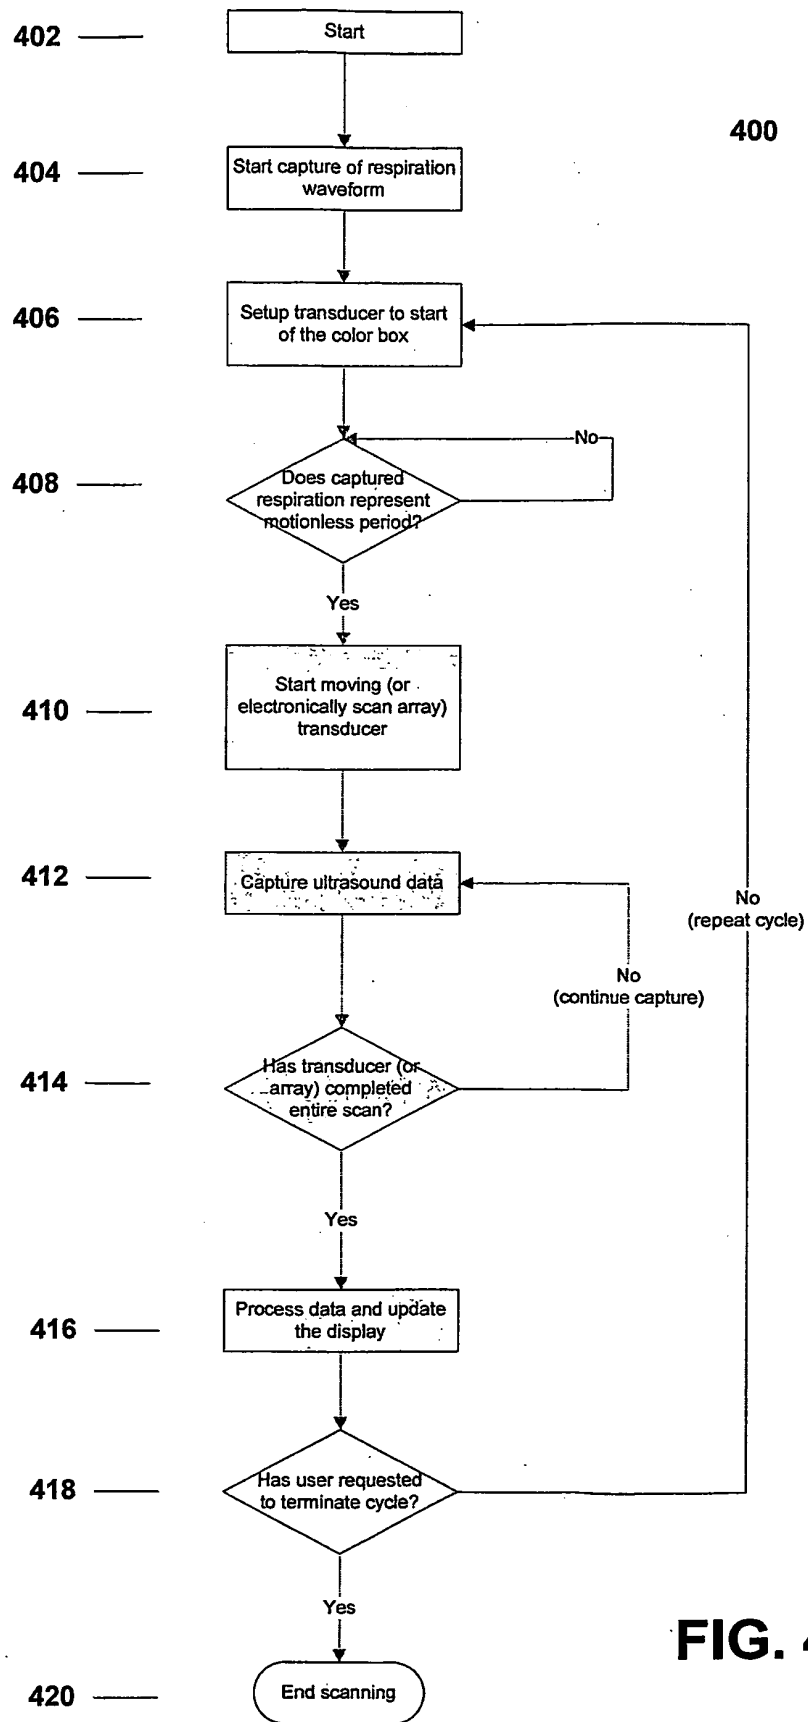 402
Start
400
404
Start capture of respiration
waveform
406
Setup transducer to start
of the color box
No
408
Does captured
respiration represent
motionless period?
Yes
410
Start moving (or
electronically scan array)
transducer
412
Capture ultrasound data
No
(repeat cycle)
No
(continue capture)
414
Has transducer (or
array) completed
entire scan?
Yes
416
Process data and update
the display
418
Has user requested
to terminate cycle?
Yes
FIG. 4
420
End scanning